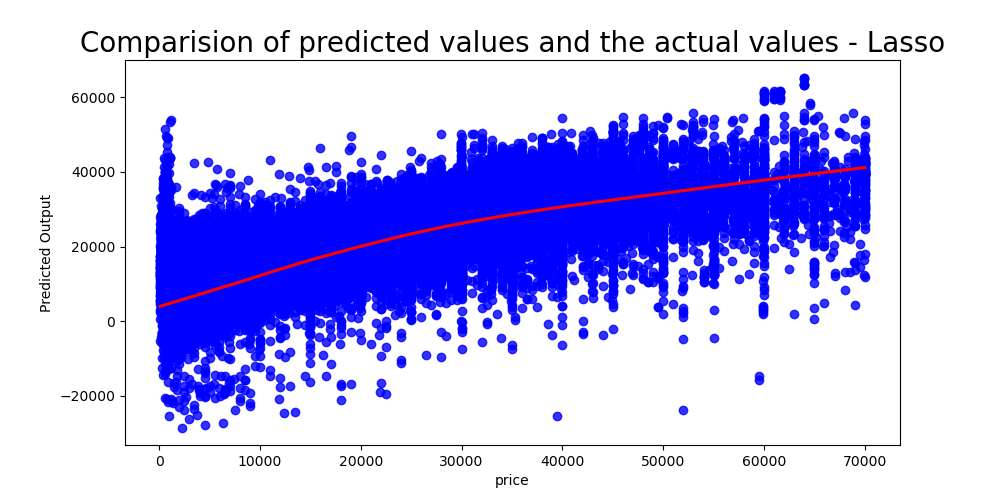 Comparision of predicted values and the actual values - Lasso
60000
40000
20000
0
−20000
Predicted Output
0 10000 20000 30000 40000 50000 60000 70000
price